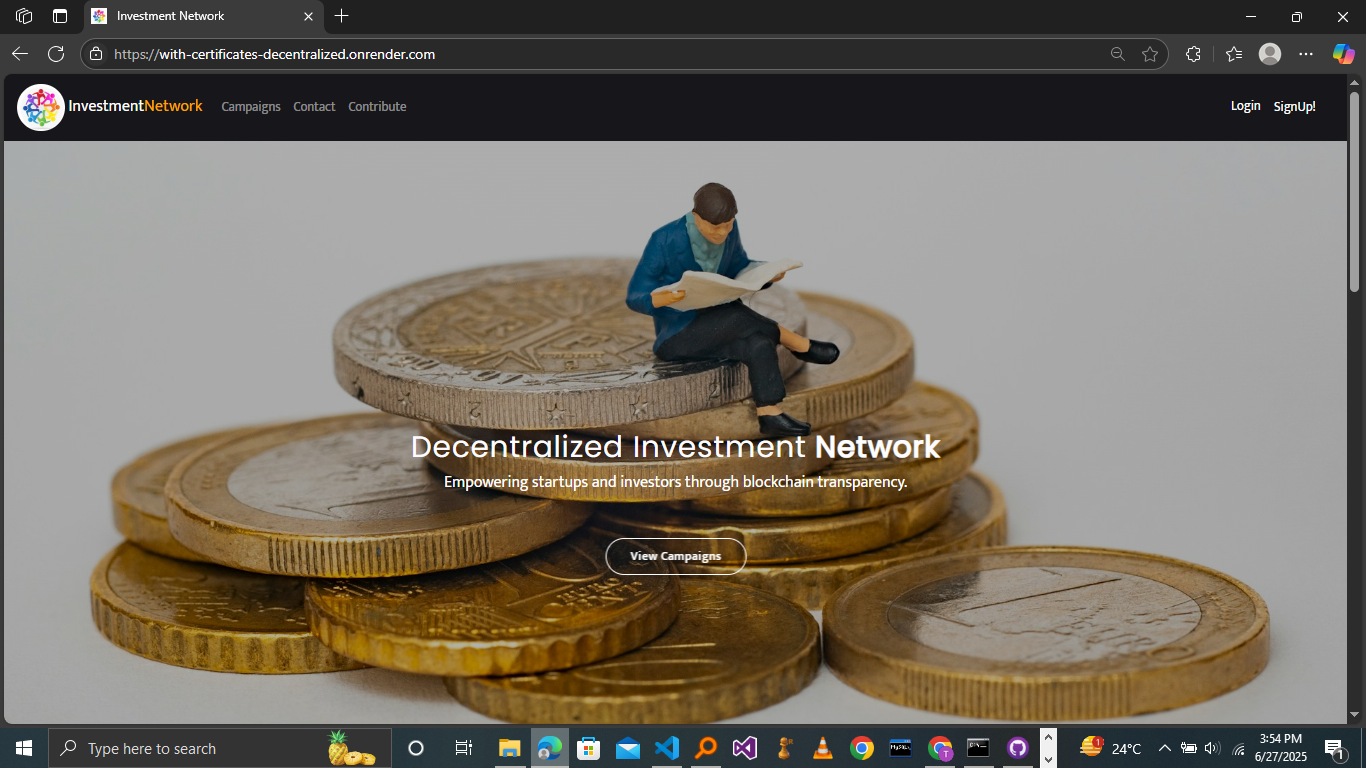 Investment Network
https://with-certificates-decentralized.onrender.com
InvestmentNetwork Campaigns Contact Contribute Login SignUp!
Decentralized Investment Network
Empowering startups and investors through blockchain transparency.
View Campaigns
Type here to search
24°C
3:54 PM
6/27/2025